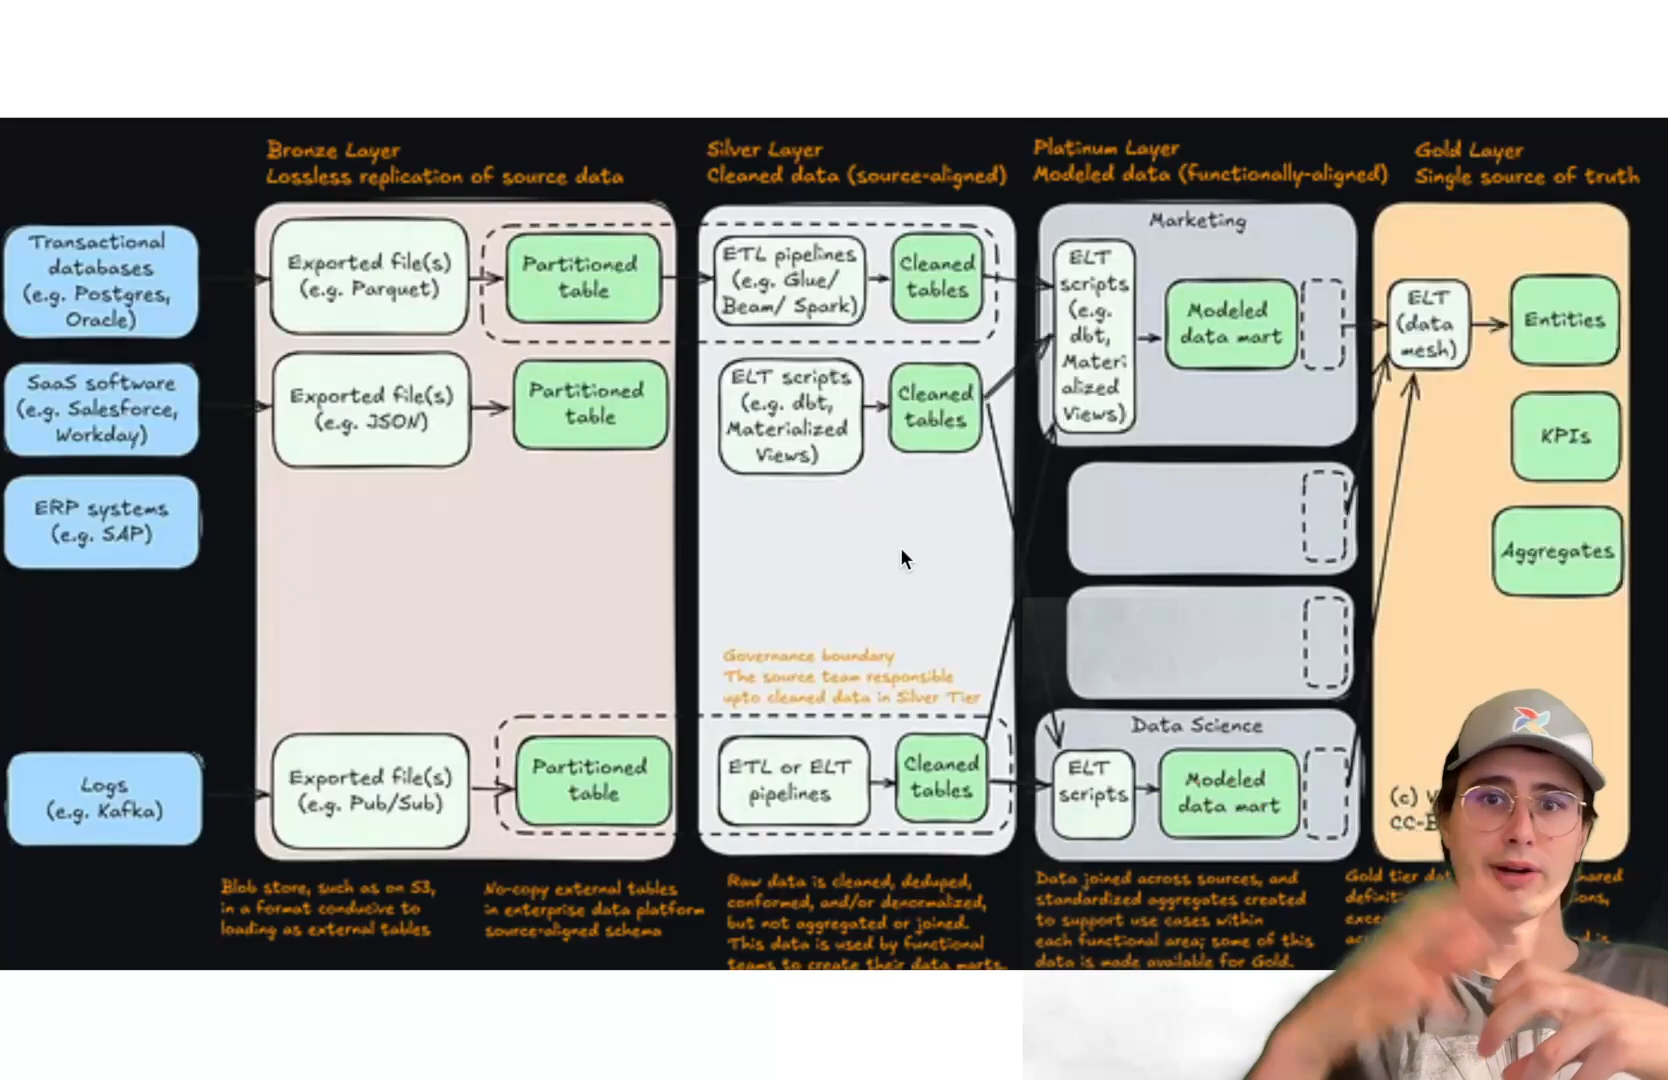 Bronze Layer
Lossless replication of source data
Silver Layer
Cleaned data (source-aligned)
Platinum Layer
Modeled data (functionally-aligned)
Gold Layer
Single source of truth
Transactional
databases
(e.g. Postgres,
Oracle)
SaaS software
(e.g. Salesforce,
Workday)
ERP systems
(e.g. SAP)
Logs
(e.g. Kafka)
Exported file(s)
(e.g. Parquet)
Partitioned
table
Exported file(s)
(e.g. JSON)
Partitioned
table
Exported file(s)
(e.g. Pub/Sub)
Partitioned
table
ETL pipelines
(e.g. Glue/
Beam/ Spark)
Cleaned
tables
ELT scripts
(e.g. dbt,
Materialized
Views)
Cleaned
tables
Governance boundary
The source team responsible
upto cleaned data in Silver Tier
ETL or ELT
pipelines
Cleaned
tables
Marketing
ELT
scripts
(e.g.
dbt,
Materi
alized
Views)
Modeled
data mart
Data Science
ELT
scripts
Modeled
data mart
ELT
(data
mesh)
Entities
KPIs
Aggregates
(c)
Blob store, such as on S3,
in a format conducive to
loading as external tables
No-copy external tables
in enterprise data platform
source-aligned schema
Raw data is cleaned, deduped,
conformed, and/or denormalized,
but not aggregated or joined.
This data is used by functional
teams to create their data marts.
Data joined across sources, and
standardized aggregates created
to support use cases within
each functional area; some of this
data is made available for Gold.
Gold tier